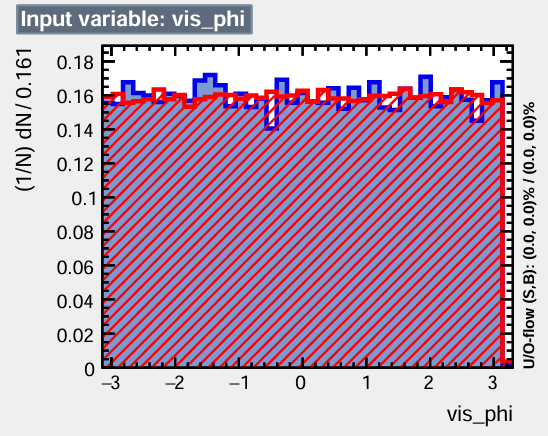 Input variable: vis_phi
(1/N) dN / 0.161
0.18
0.16
0.14
0.12
0.1
0.08
0.06
0.04
0.02
0
−3 −2 −1 0 1 2 3
vis_phi
U/O-flow (S,B): (0.0, 0.0)% / (0.0, 0.0)%